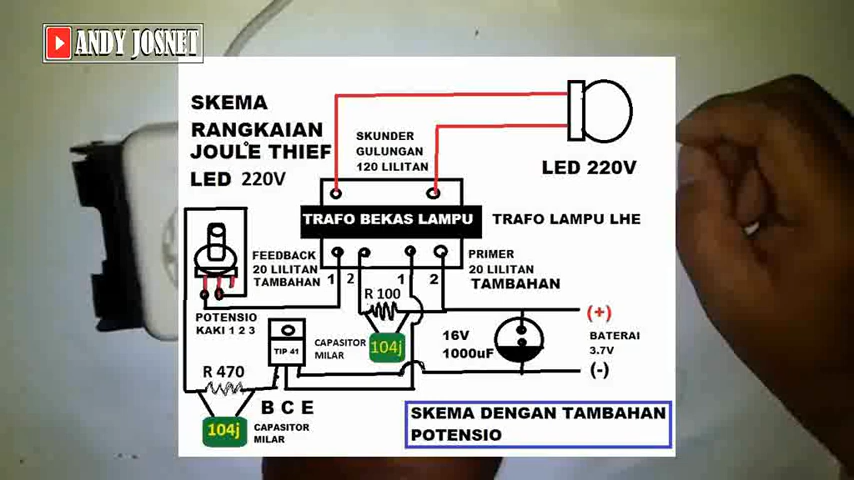 ANDY JOSNET
SKEMA
RANGKAIAN
JOULE THIEF
LED 220V
SKUNDER
GULUNGAN
120 LILITAN
LED 220V
TRAFO BEKAS LAMPU
TRAFO LAMPU LHE
FEEDBACK
20 LILITAN
TAMBAHAN
1 2 1 2
PRIMER
20 LILITAN
TAMBAHAN
R 100
POTENSIO
KAKI 1 2 3
(+)
BATERAI
3.7V
(-)
16V
1000uF
CAPASITOR
MILAR
104j
TIP 41
R 470
B C E
104j
CAPASITOR
MILAR
SKEMA DENGAN TAMBAHAN
POTENSIO